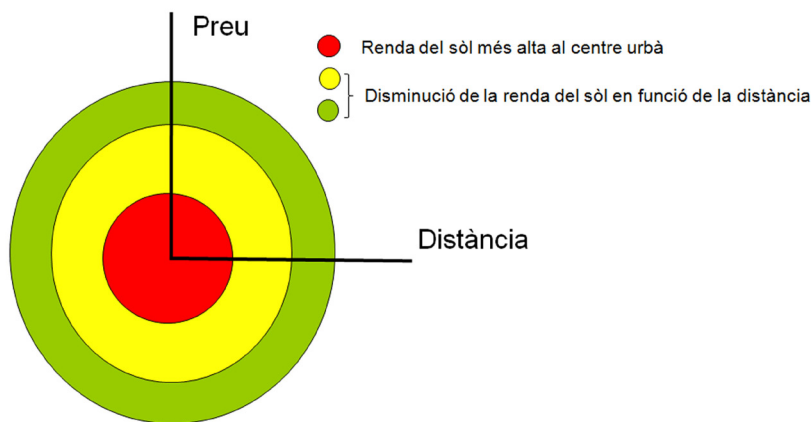 Preu
Renda del sòl més alta al centre urbà
Disminució de la renda del sòl en funció de la distància
Distància